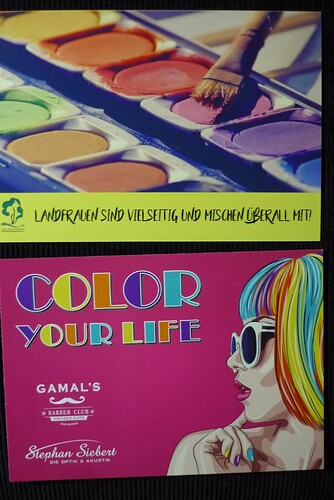 LANDFRAUEN SIND VIELSEITIG UND MISCHEN ÜBERALL MIT!
COLOR
YOUR LIFE
GAMAL'S
BARBER CLUB
Stephan Siebert
DIE OPTIK & AKUSTIK